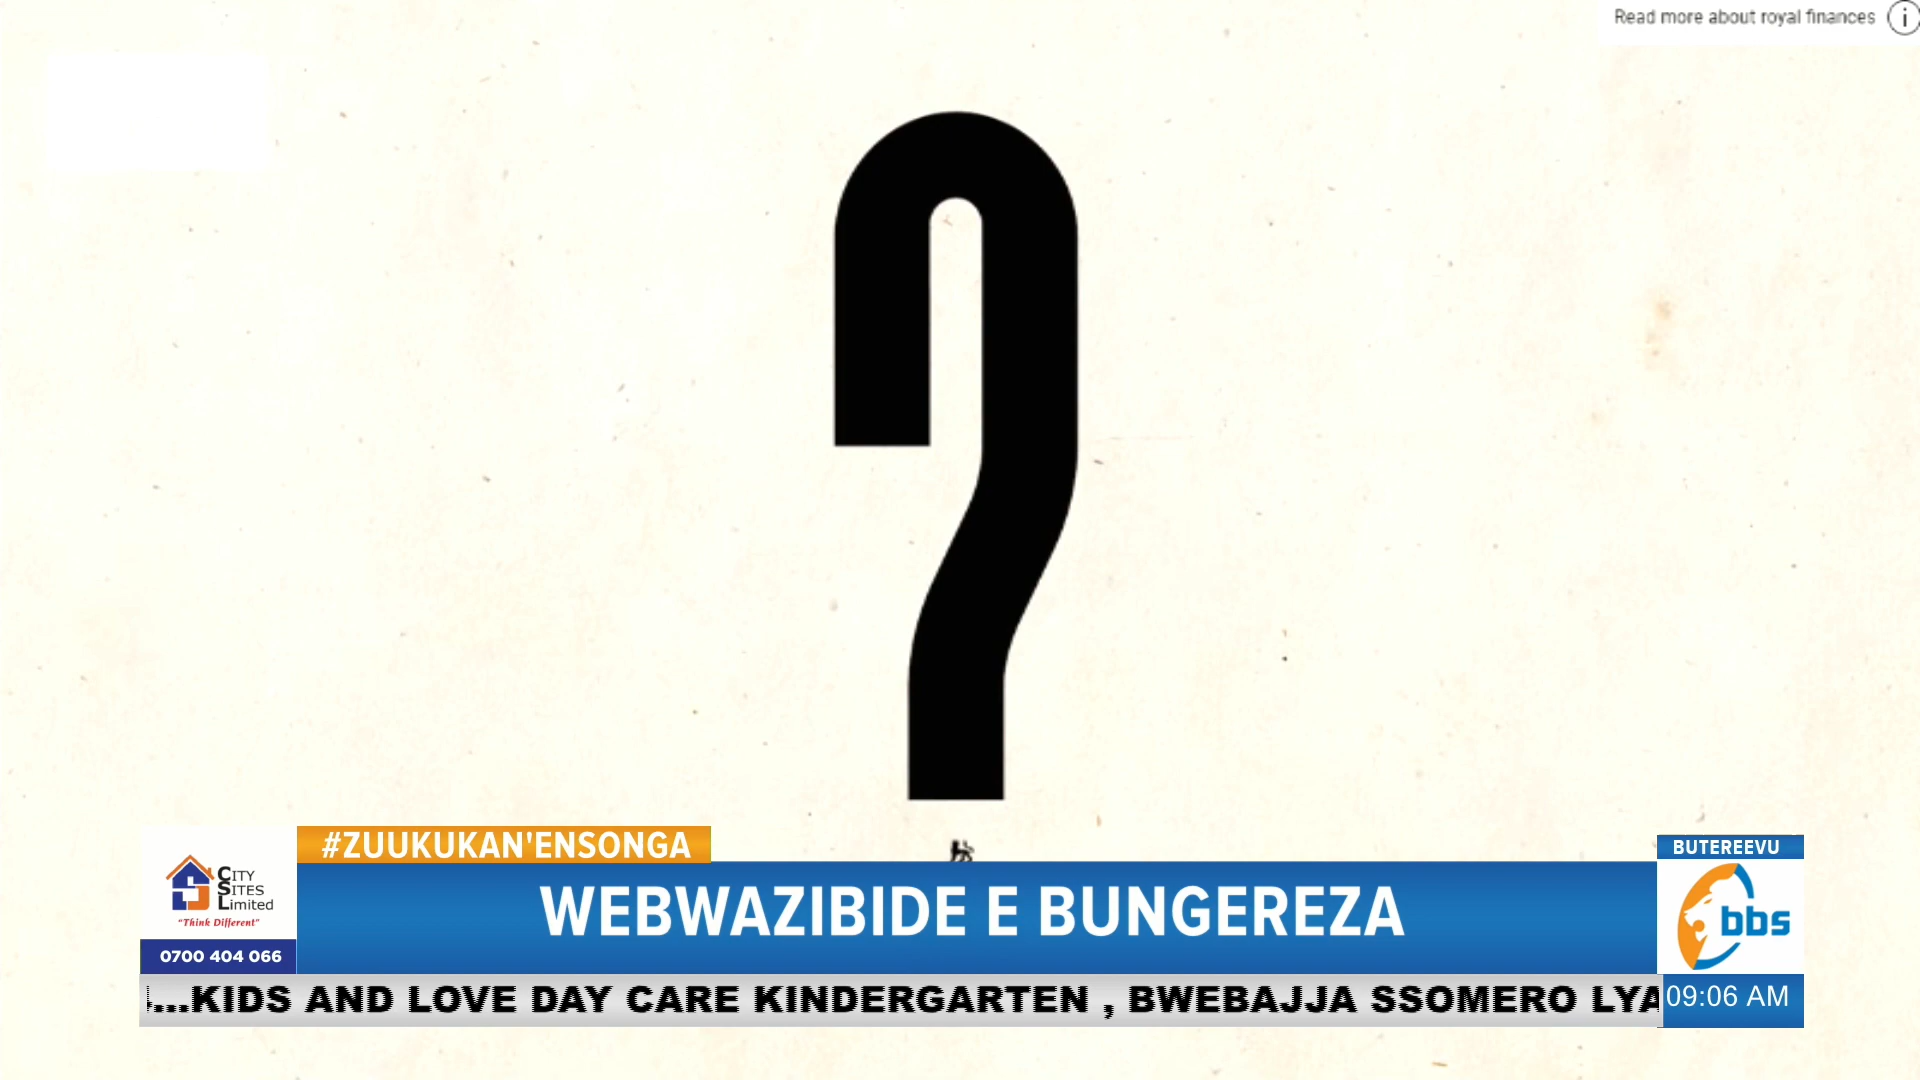 Read more about royal finances
#ZUUKUKAN'ENSONGA
BUTEREEVU
WEBWAZIBIDE E BUNGEREZA
CITY
SITES
Limited
"Think Different"
0700 404 066
bbs
...KIDS AND LOVE DAY CARE KINDERGARTEN , BWEBAJJA SSOMERO LYA
09:06 AM